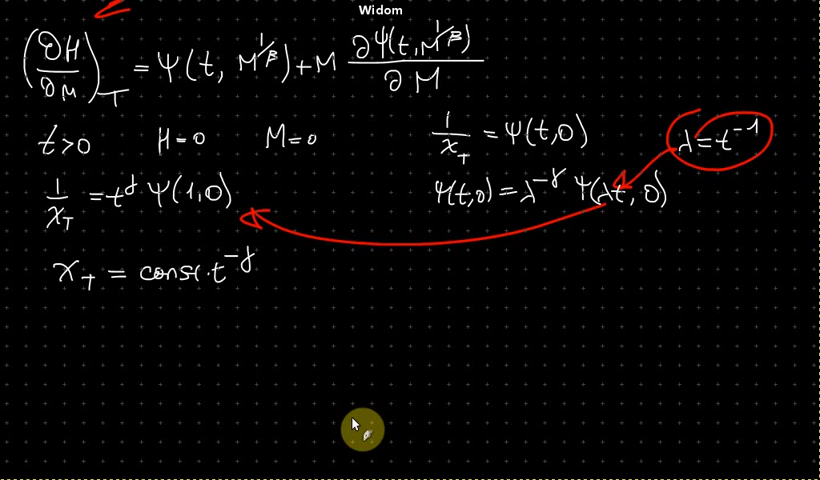 Widom
(∂H/∂M)_T = Ψ(t, M^{1/β}) + M ∂Ψ(t, M^{1/β})/∂M
t>0 H=0 M=0 1/χ_T = Ψ(t,0) λ=t^{-1}
1/χ_T = t^γ Ψ(1,0) Ψ(t,0) = λ^{-γ} Ψ(λt, 0)
χ_T = const. t^{-γ}